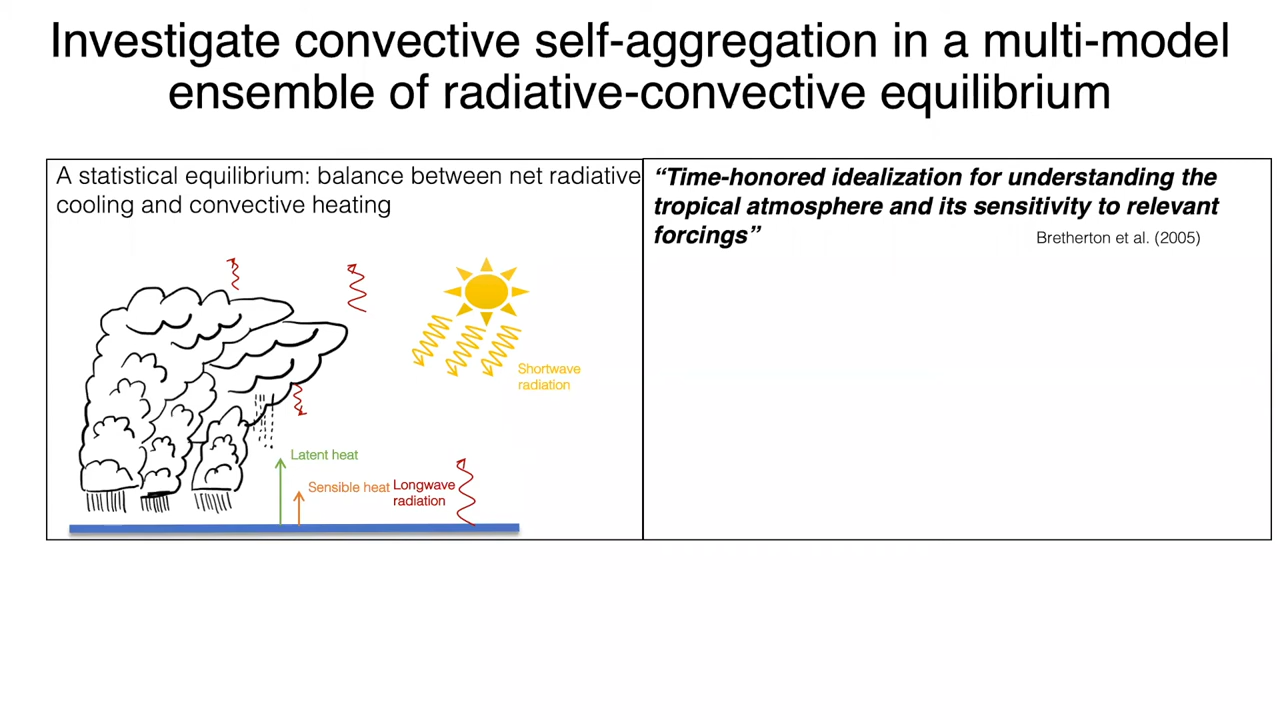 Investigate convective self-aggregation in a multi-model
ensemble of radiative-convective equilibrium
A statistical equilibrium: balance between net radiative
cooling and convective heating
“Time-honored idealization for understanding the
tropical atmosphere and its sensitivity to relevant
forcings”
Bretherton et al. (2005)
Shortwave
radiation
Latent heat
Sensible heat
Longwave
radiation